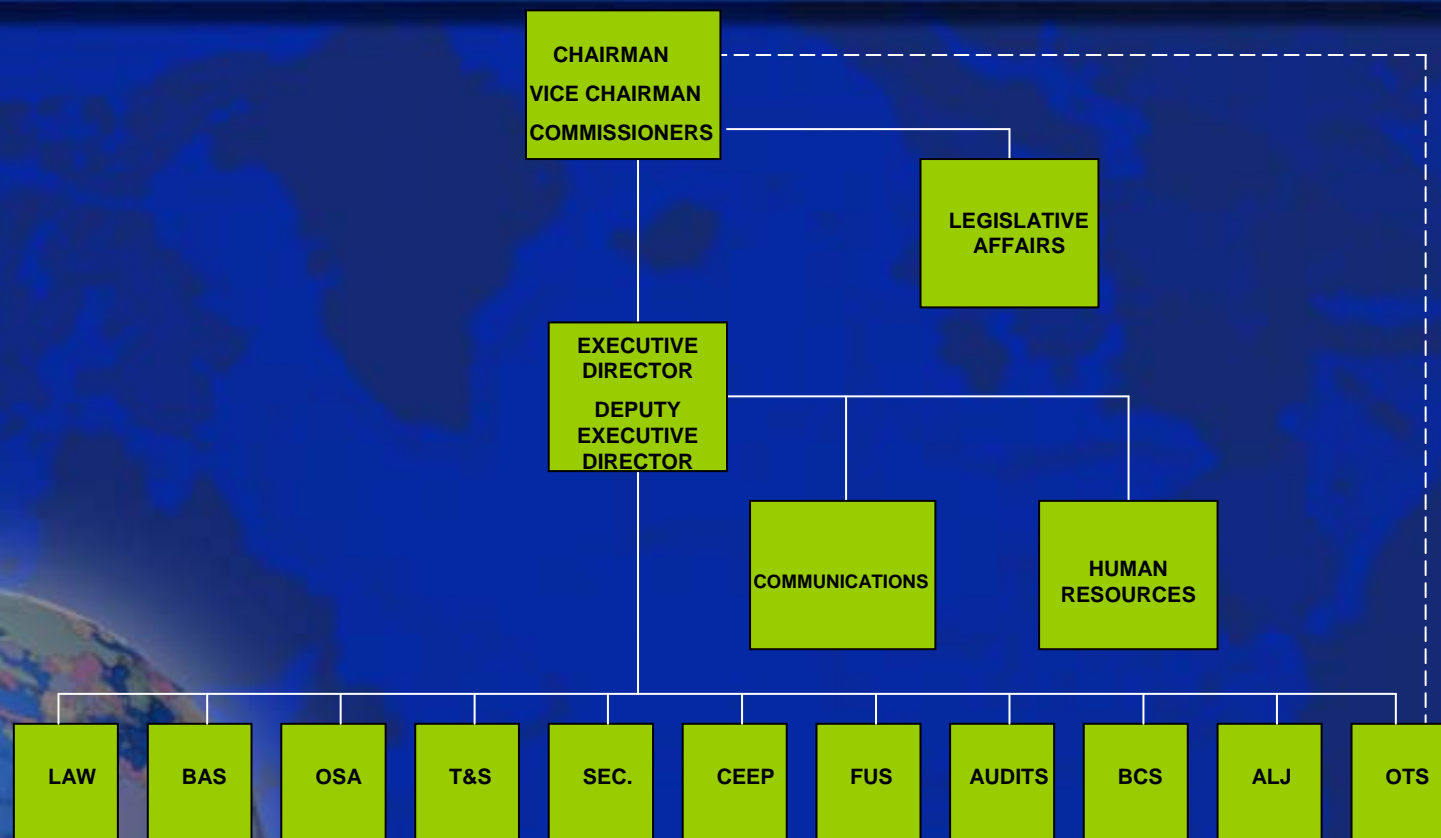 CHAIRMAN
VICE CHAIRMAN
COMMISSIONERS
LEGISLATIVE
AFFAIRS
EXECUTIVE
DIRECTOR
DEPUTY
EXECUTIVE
DIRECTOR
COMMUNICATIONS
HUMAN
RESOURCES
LAW
BAS
OSA
T&S
SEC.
CEEP
FUS
AUDITS
BCS
ALJ
OTS